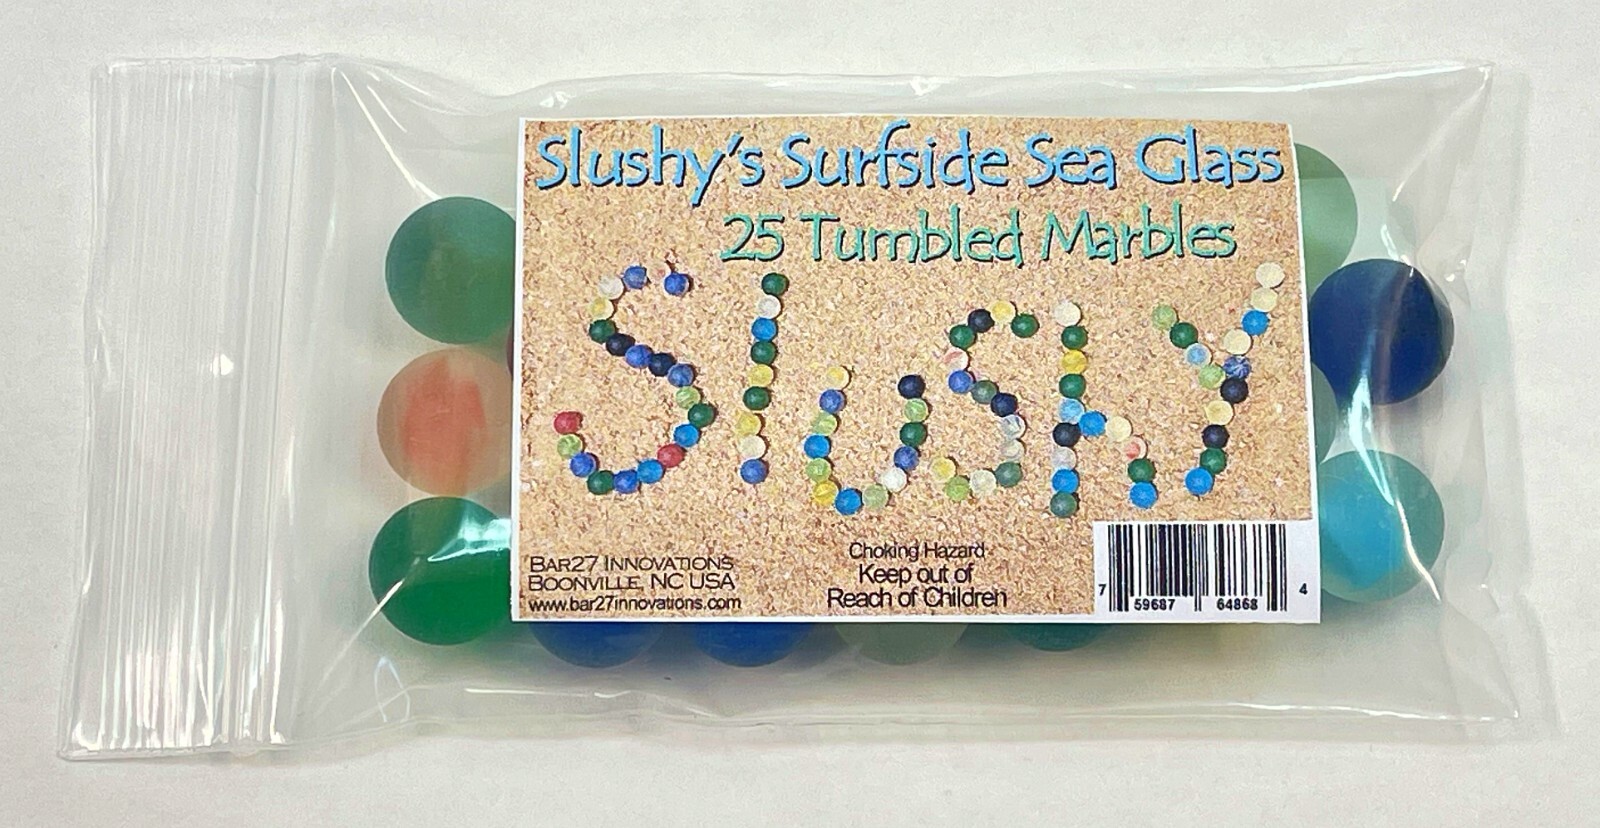 Slushy's Surfside Sea Glass
25 Tumbled Marbles
Slushy
Bar27 Innovations
Boonville, NC USA
www.bar27innovations.com
Choking Hazard
Keep out of
Reach of Children
7 59687 64868 4